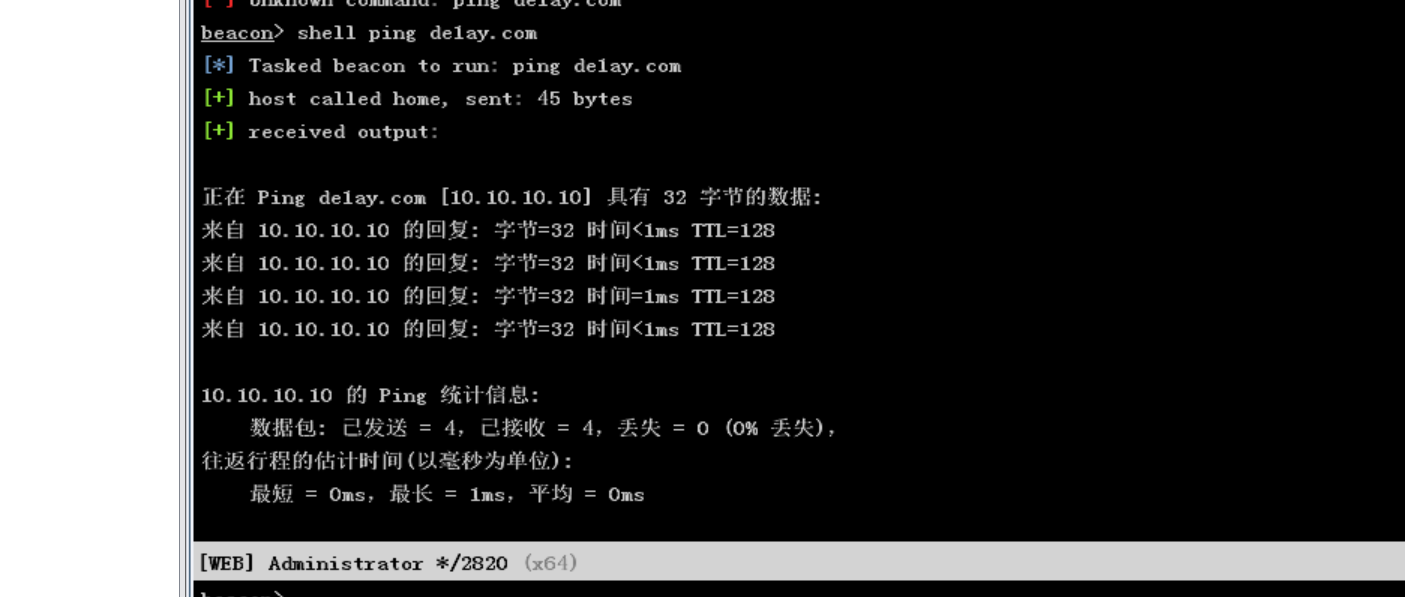 [-] Unknown command: ping de1ay.com
beacon> shell ping de1ay.com
[*] Tasked beacon to run: ping de1ay.com
[+] host called home, sent: 45 bytes
[+] received output:
正在 Ping de1ay.com [10.10.10.10] 具有 32 字节的数据:
来自 10.10.10.10 的回复: 字节=32 时间<1ms TTL=128
来自 10.10.10.10 的回复: 字节=32 时间<1ms TTL=128
来自 10.10.10.10 的回复: 字节=32 时间=1ms TTL=128
来自 10.10.10.10 的回复: 字节=32 时间<1ms TTL=128
10.10.10.10 的 Ping 统计信息:
数据包: 已发送 = 4，已接收 = 4，丢失 = 0 (0% 丢失)，
往返行程的估计时间(以毫秒为单位):
最短 = 0ms，最长 = 1ms，平均 = 0ms
[WEB] Administrator */2820 (x64)
beacon>